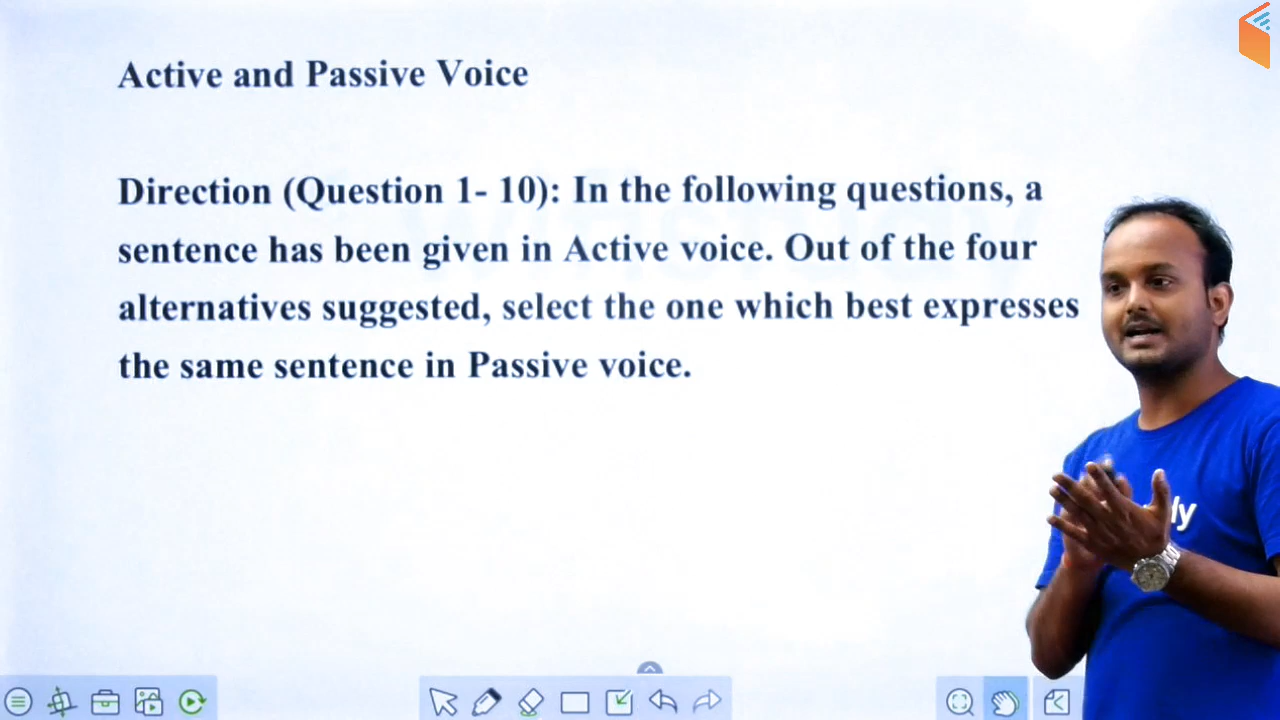 Active and Passive Voice
Direction (Question 1- 10): In the following questions, a
sentence has been given in Active voice. Out of the four
alternatives suggested, select the one which best expresses
the same sentence in Passive voice.
dy